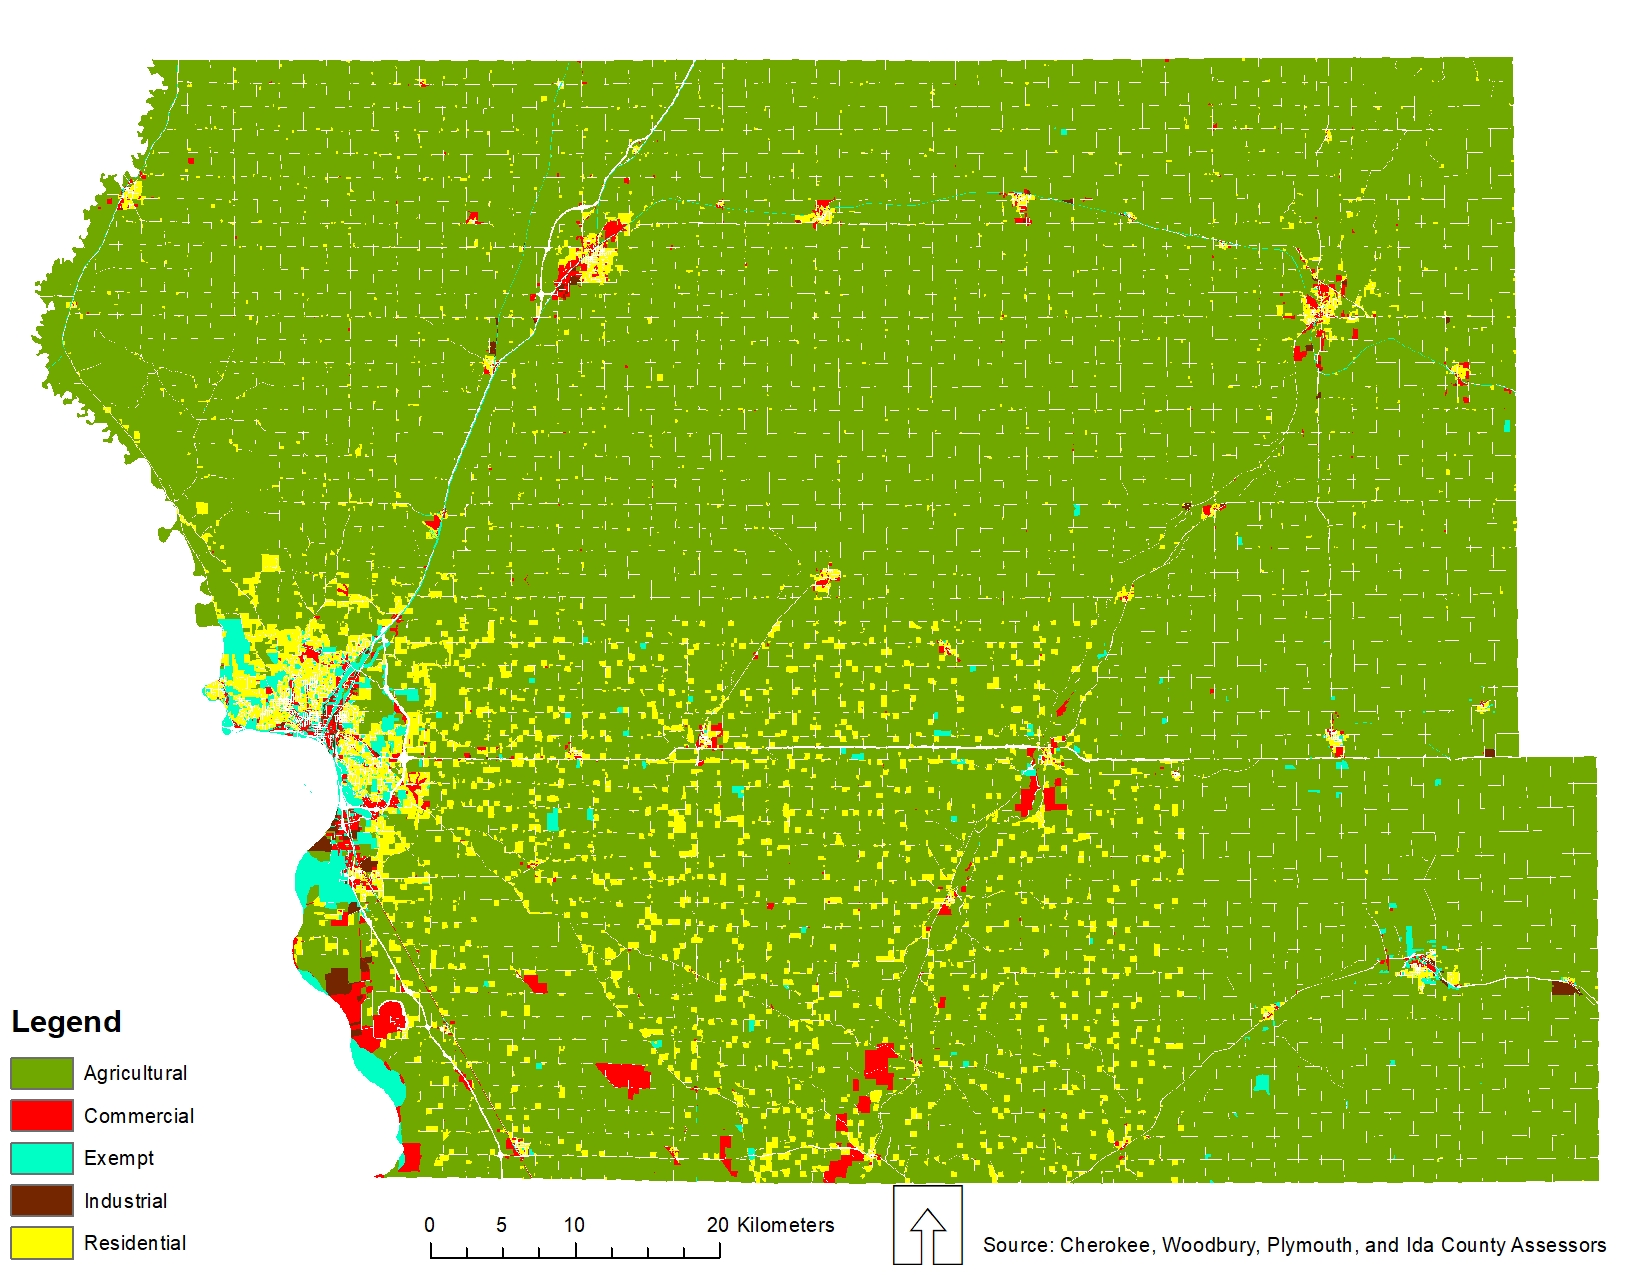 Legend
Agricultural
Commercial
Exempt
Industrial
Residential
0 5 10 20 Kilometers
Source: Cherokee, Woodbury, Plymouth, and Ida County Assessors